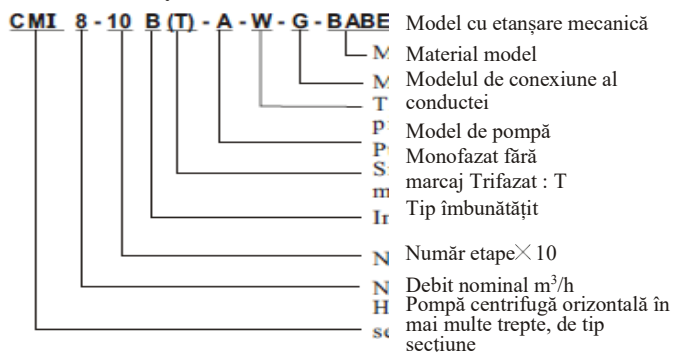 CMI 8 - 10 B (T) - A - W - G - BABE Model cu etanșare mecanică
M Material model
M Modelul de conexiune al
T conductei
p
P Model de pompă
S Monofazat fără
m marcaj Trifazat : T
In Tip îmbunătățit
N Număr etape×10
N Debit nominal m³/h
H Pompă centrifugă orizontală în
se mai multe trepte, de tip
secțiune